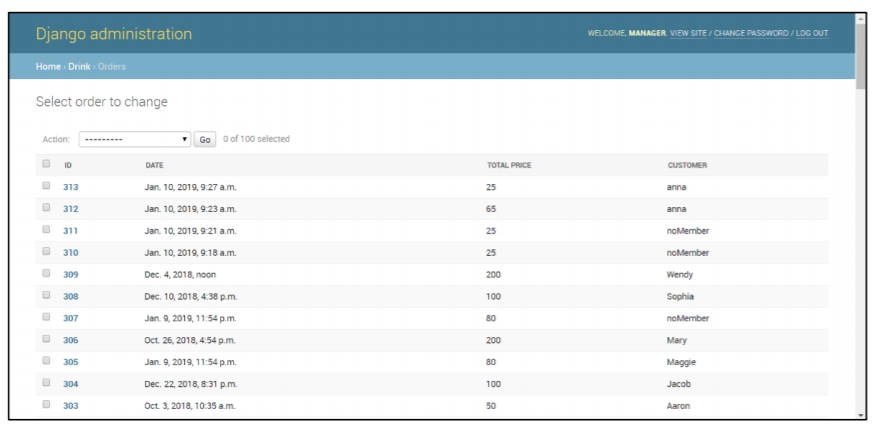 Django administration
WELCOME, MANAGER. VIEW SITE / CHANGE PASSWORD / LOG OUT
Home › Drink › Orders
Select order to change
Action: --------- Go 0 of 100 selected
ID DATE TOTAL PRICE CUSTOMER
313 Jan. 10, 2019, 9:27 a.m. 25 anna
312 Jan. 10, 2019, 9:23 a.m. 65 anna
311 Jan. 10, 2019, 9:21 a.m. 25 noMember
310 Jan. 10, 2019, 9:18 a.m. 25 noMember
309 Dec. 4, 2018, noon 200 Wendy
308 Dec. 10, 2018, 4:38 p.m. 100 Sophia
307 Jan. 9, 2019, 11:54 p.m. 80 noMember
306 Oct. 26, 2018, 4:54 p.m. 200 Mary
305 Jan. 9, 2019, 11:54 p.m. 80 Maggie
304 Dec. 22, 2018, 8:31 p.m. 100 Jacob
303 Oct. 3, 2018, 10:35 a.m. 50 Aaron